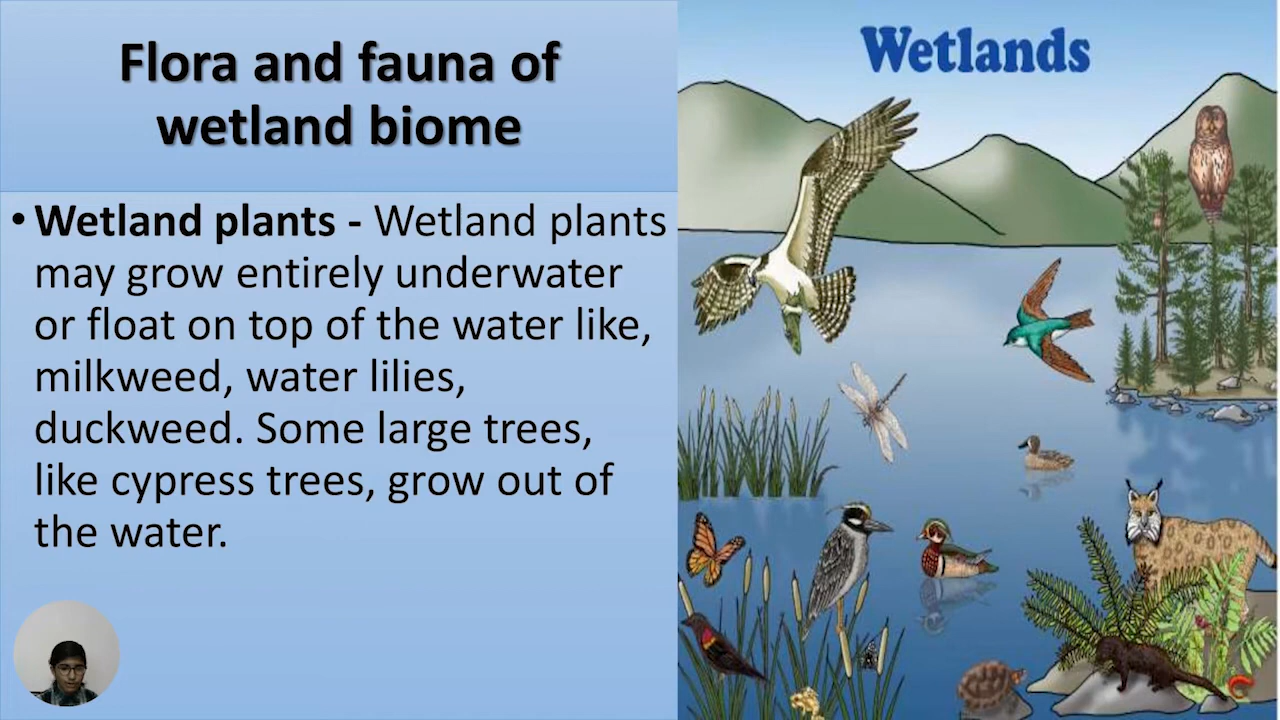 Flora and fauna of
wetland biome
• Wetland plants - Wetland plants
may grow entirely underwater
or float on top of the water like,
milkweed, water lilies,
duckweed. Some large trees,
like cypress trees, grow out of
the water.
Wetlands